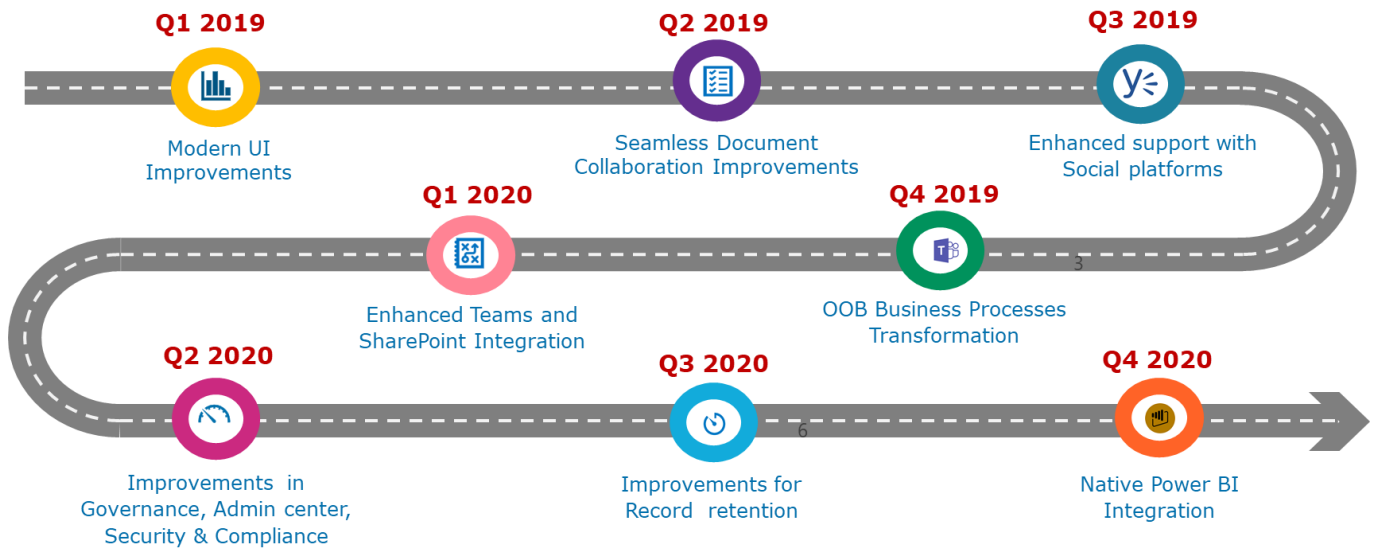 Q1 2019
Modern UI
Improvements
Q2 2019
Seamless Document
Collaboration Improvements
Q3 2019
Enhanced support with
Social platforms
Q4 2019
OOB Business Processes
Transformation
3
Q1 2020
Enhanced Teams and
SharePoint Integration
Q2 2020
Improvements in
Governance, Admin center,
Security & Compliance
Q3 2020
Improvements for
Record retention
6
Q4 2020
Native Power BI
Integration